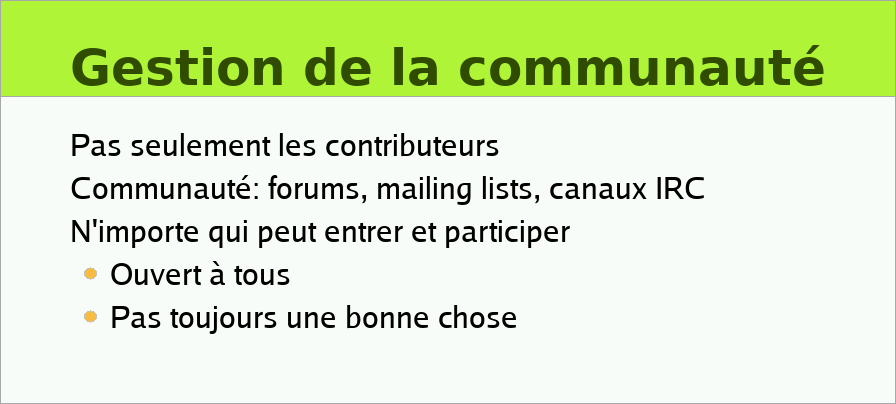 Gestion de la communauté
Pas seulement les contributeurs
Communauté: forums, mailing lists, canaux IRC
N'importe qui peut entrer et participer
Ouvert à tous
Pas toujours une bonne chose